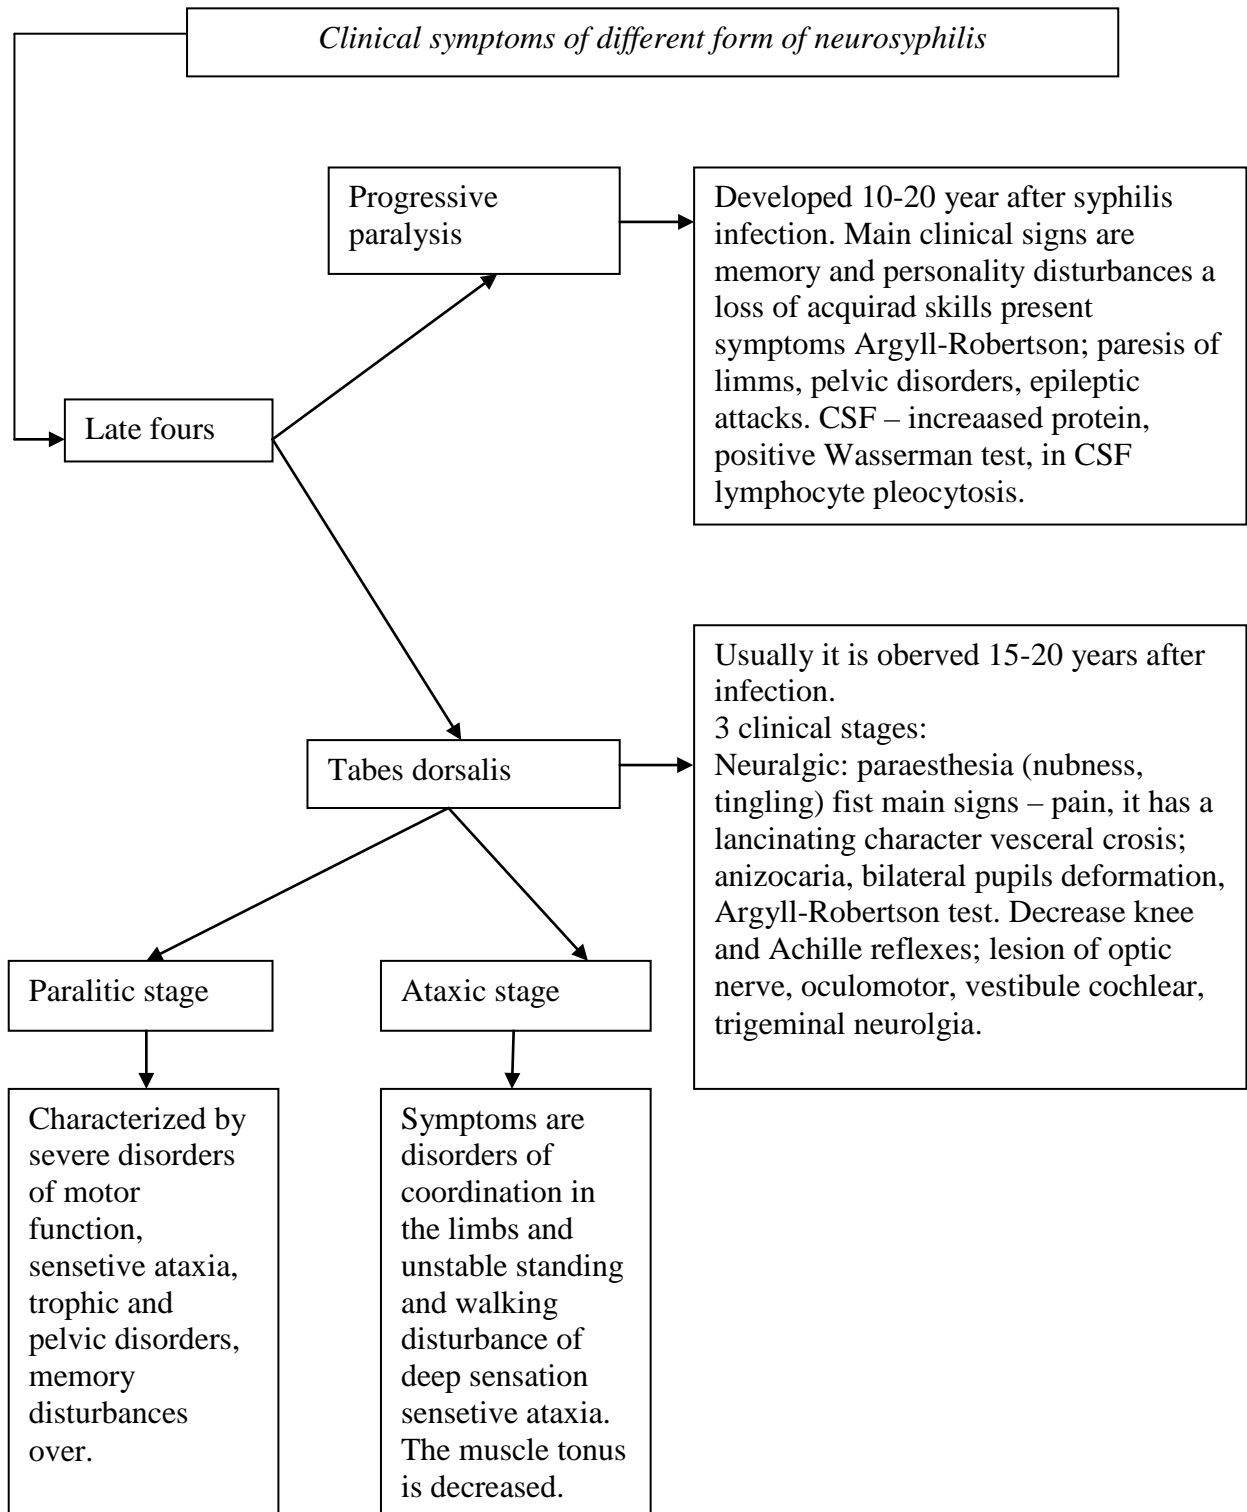 Clinical symptoms of different form of neurosyphilis
Progressive
paralysis
Developed 10-20 year after syphilis
infection. Main clinical signs are
memory and personality disturbances a
loss of acquirad skills present
symptoms Argyll-Robertson; paresis of
limms, pelvic disorders, epileptic
attacks. CSF – increaased protein,
positive Wasserman test, in CSF
lymphocyte pleocytosis.
Late fours
Tabes dorsalis
Usually it is oberved 15-20 years after
infection.
3 clinical stages:
Neuralgic: paraesthesia (nubness,
tingling) fist main signs – pain, it has a
lancinating character vesceral crosis;
anizocaria, bilateral pupils deformation,
Argyll-Robertson test. Decrease knee
and Achille reflexes; lesion of optic
nerve, oculomotor, vestibule cochlear,
trigeminal neurolgia.
Paralitic stage
Ataxic stage
Characterized by
severe disorders
of motor
function,
sensetive ataxia,
trophic and
pelvic disorders,
memory
disturbances
over.
Symptoms are
disorders of
coordination in
the limbs and
unstable standing
and walking
disturbance of
deep sensation
sensetive ataxia.
The muscle tonus
is decreased.